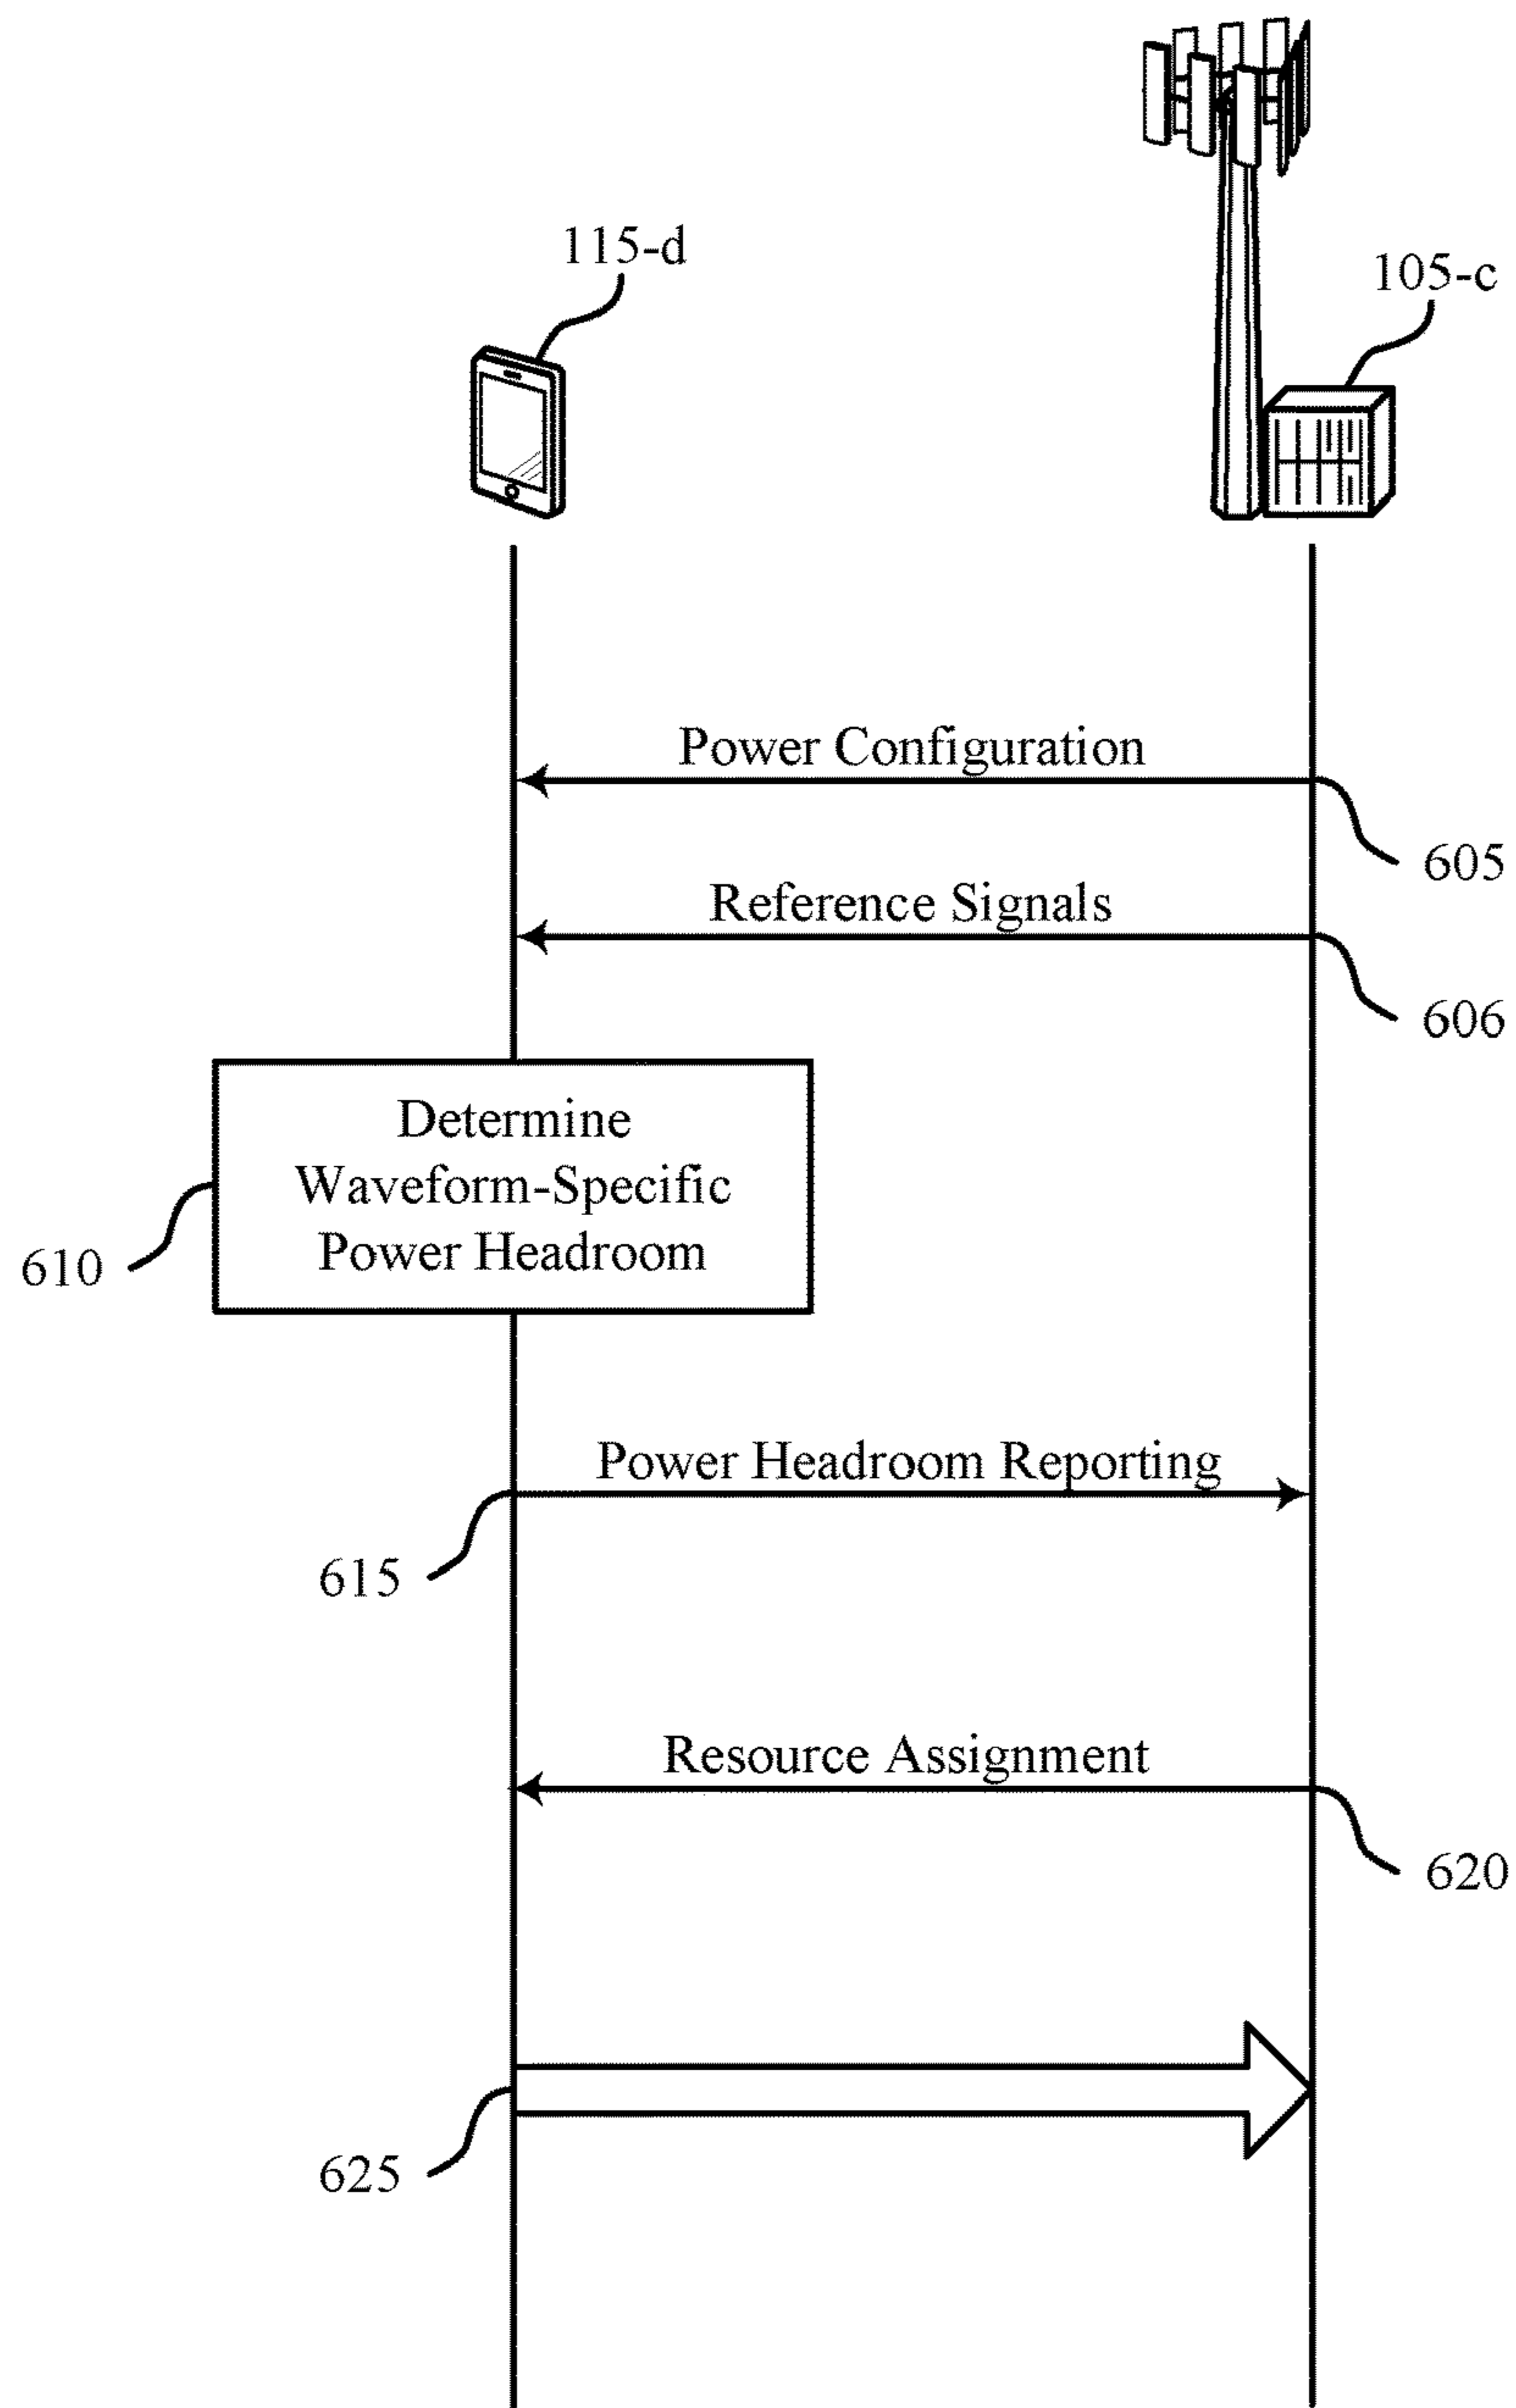 115-d
105-c
Power Configuration
605
Reference Signals
606
Determine
Waveform-Specific
Power Headroom
610
Power Headroom Reporting
615
Resource Assignment
620
625